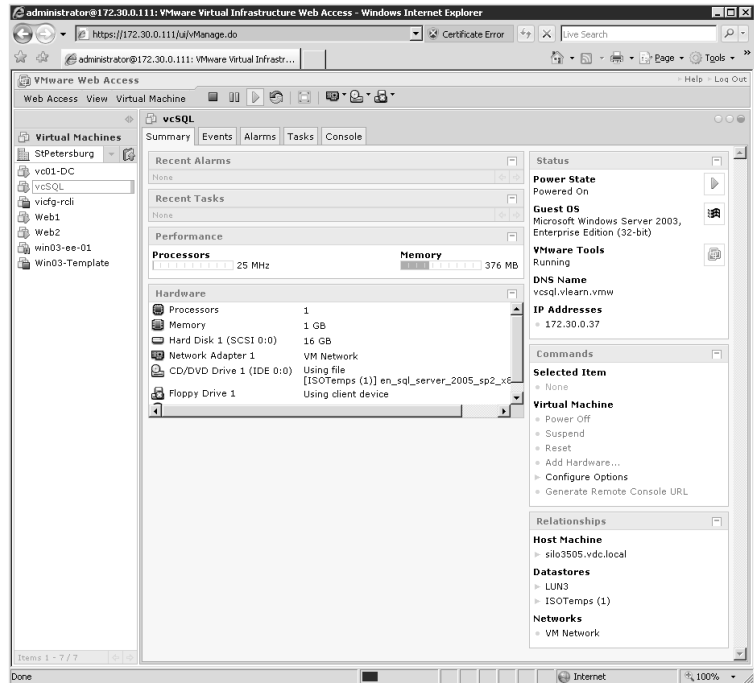 administrator@172.30.0.111: VMware Virtual Infrastructure Web Access - Windows Internet Explorer
https://172.30.0.111/ui/vManage.do
Certificate Error
Live Search
administrator@172.30.0.111: VMware Virtual Infrastr...
Page
Tools
VMware Web Access
Help
Log Out
Web Access View Virtual Machine
vcSQL
Virtual Machines
StPetersburg
vc01-DC
vcSQL
vicfg-rcli
Web1
Web2
win03-ee-01
Win03-Template
Items 1 - 7 / 7
Summary Events Alarms Tasks Console
Recent Alarms
None
Recent Tasks
None
Performance
Processors
25 MHz
Memory
376 MB
Hardware
Processors 1
Memory 1 GB
Hard Disk 1 (SCSI 0:0) 16 GB
Network Adapter 1 VM Network
CD/DVD Drive 1 (IDE 0:0) Using file
[ISOTemps (1)] en_sql_server_2005_sp2_x8
Floppy Drive 1 Using client device
Status
Power State
Powered On
Guest OS
Microsoft Windows Server 2003,
Enterprise Edition (32-bit)
VMware Tools
Running
DNS Name
vcsql.vlearn.vmw
IP Addresses
172.30.0.37
Commands
Selected Item
None
Virtual Machine
Power Off
Suspend
Reset
Add Hardware...
Configure Options
Generate Remote Console URL
Relationships
Host Machine
silo3505.vdc.local
Datastores
LUN3
ISOTemps (1)
Networks
VM Network
Done
Internet
100%